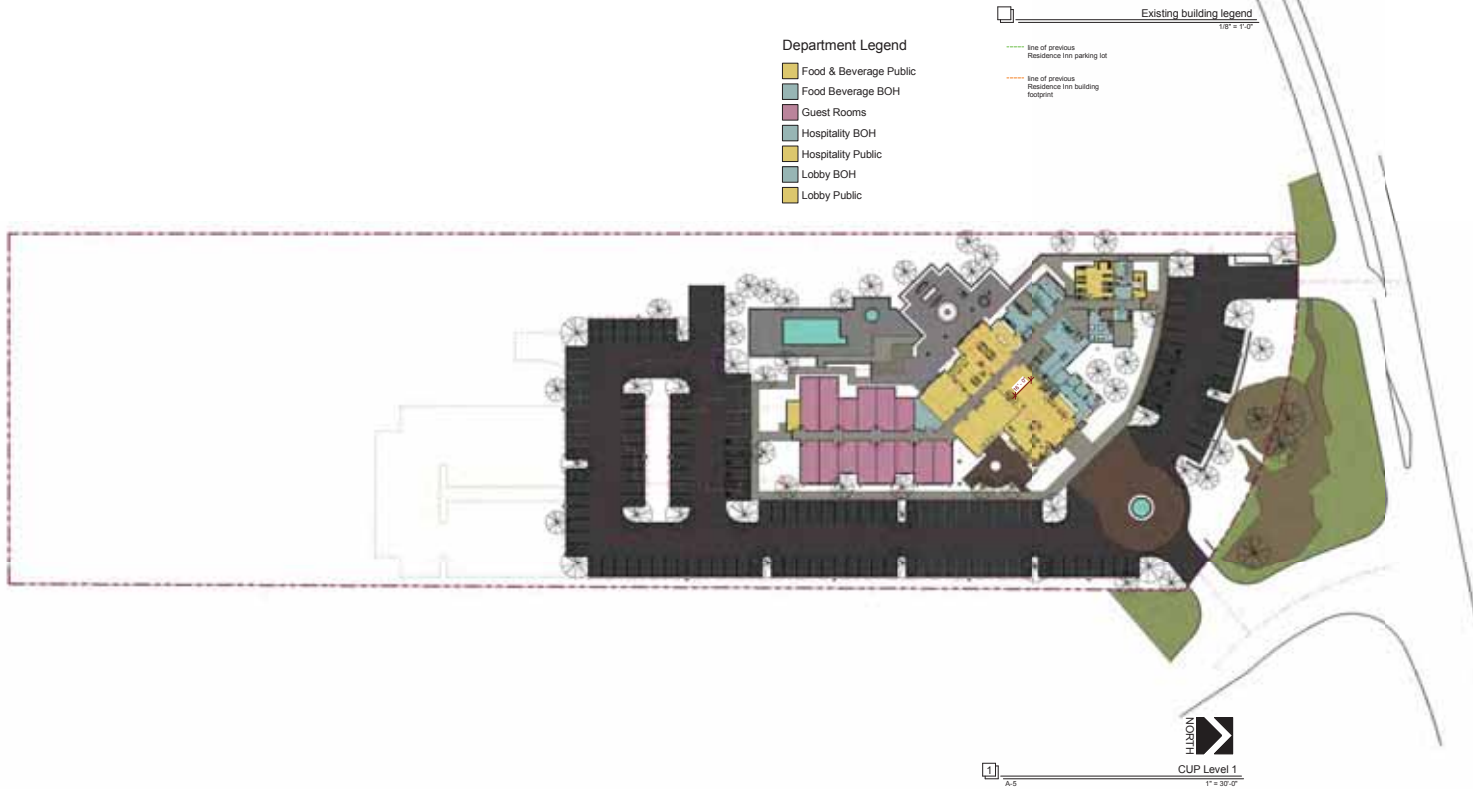 Existing building legend
1/8" = 1'-0"
Department Legend
Food & Beverage Public
Food Beverage BOH
Guest Rooms
Hospitality BOH
Hospitality Public
Lobby BOH
Lobby Public
line of previous
Residence Inn parking lot
line of previous
Residence Inn building
footprint
NORTH
1
CUP Level 1
A-5
1" = 30'-0"